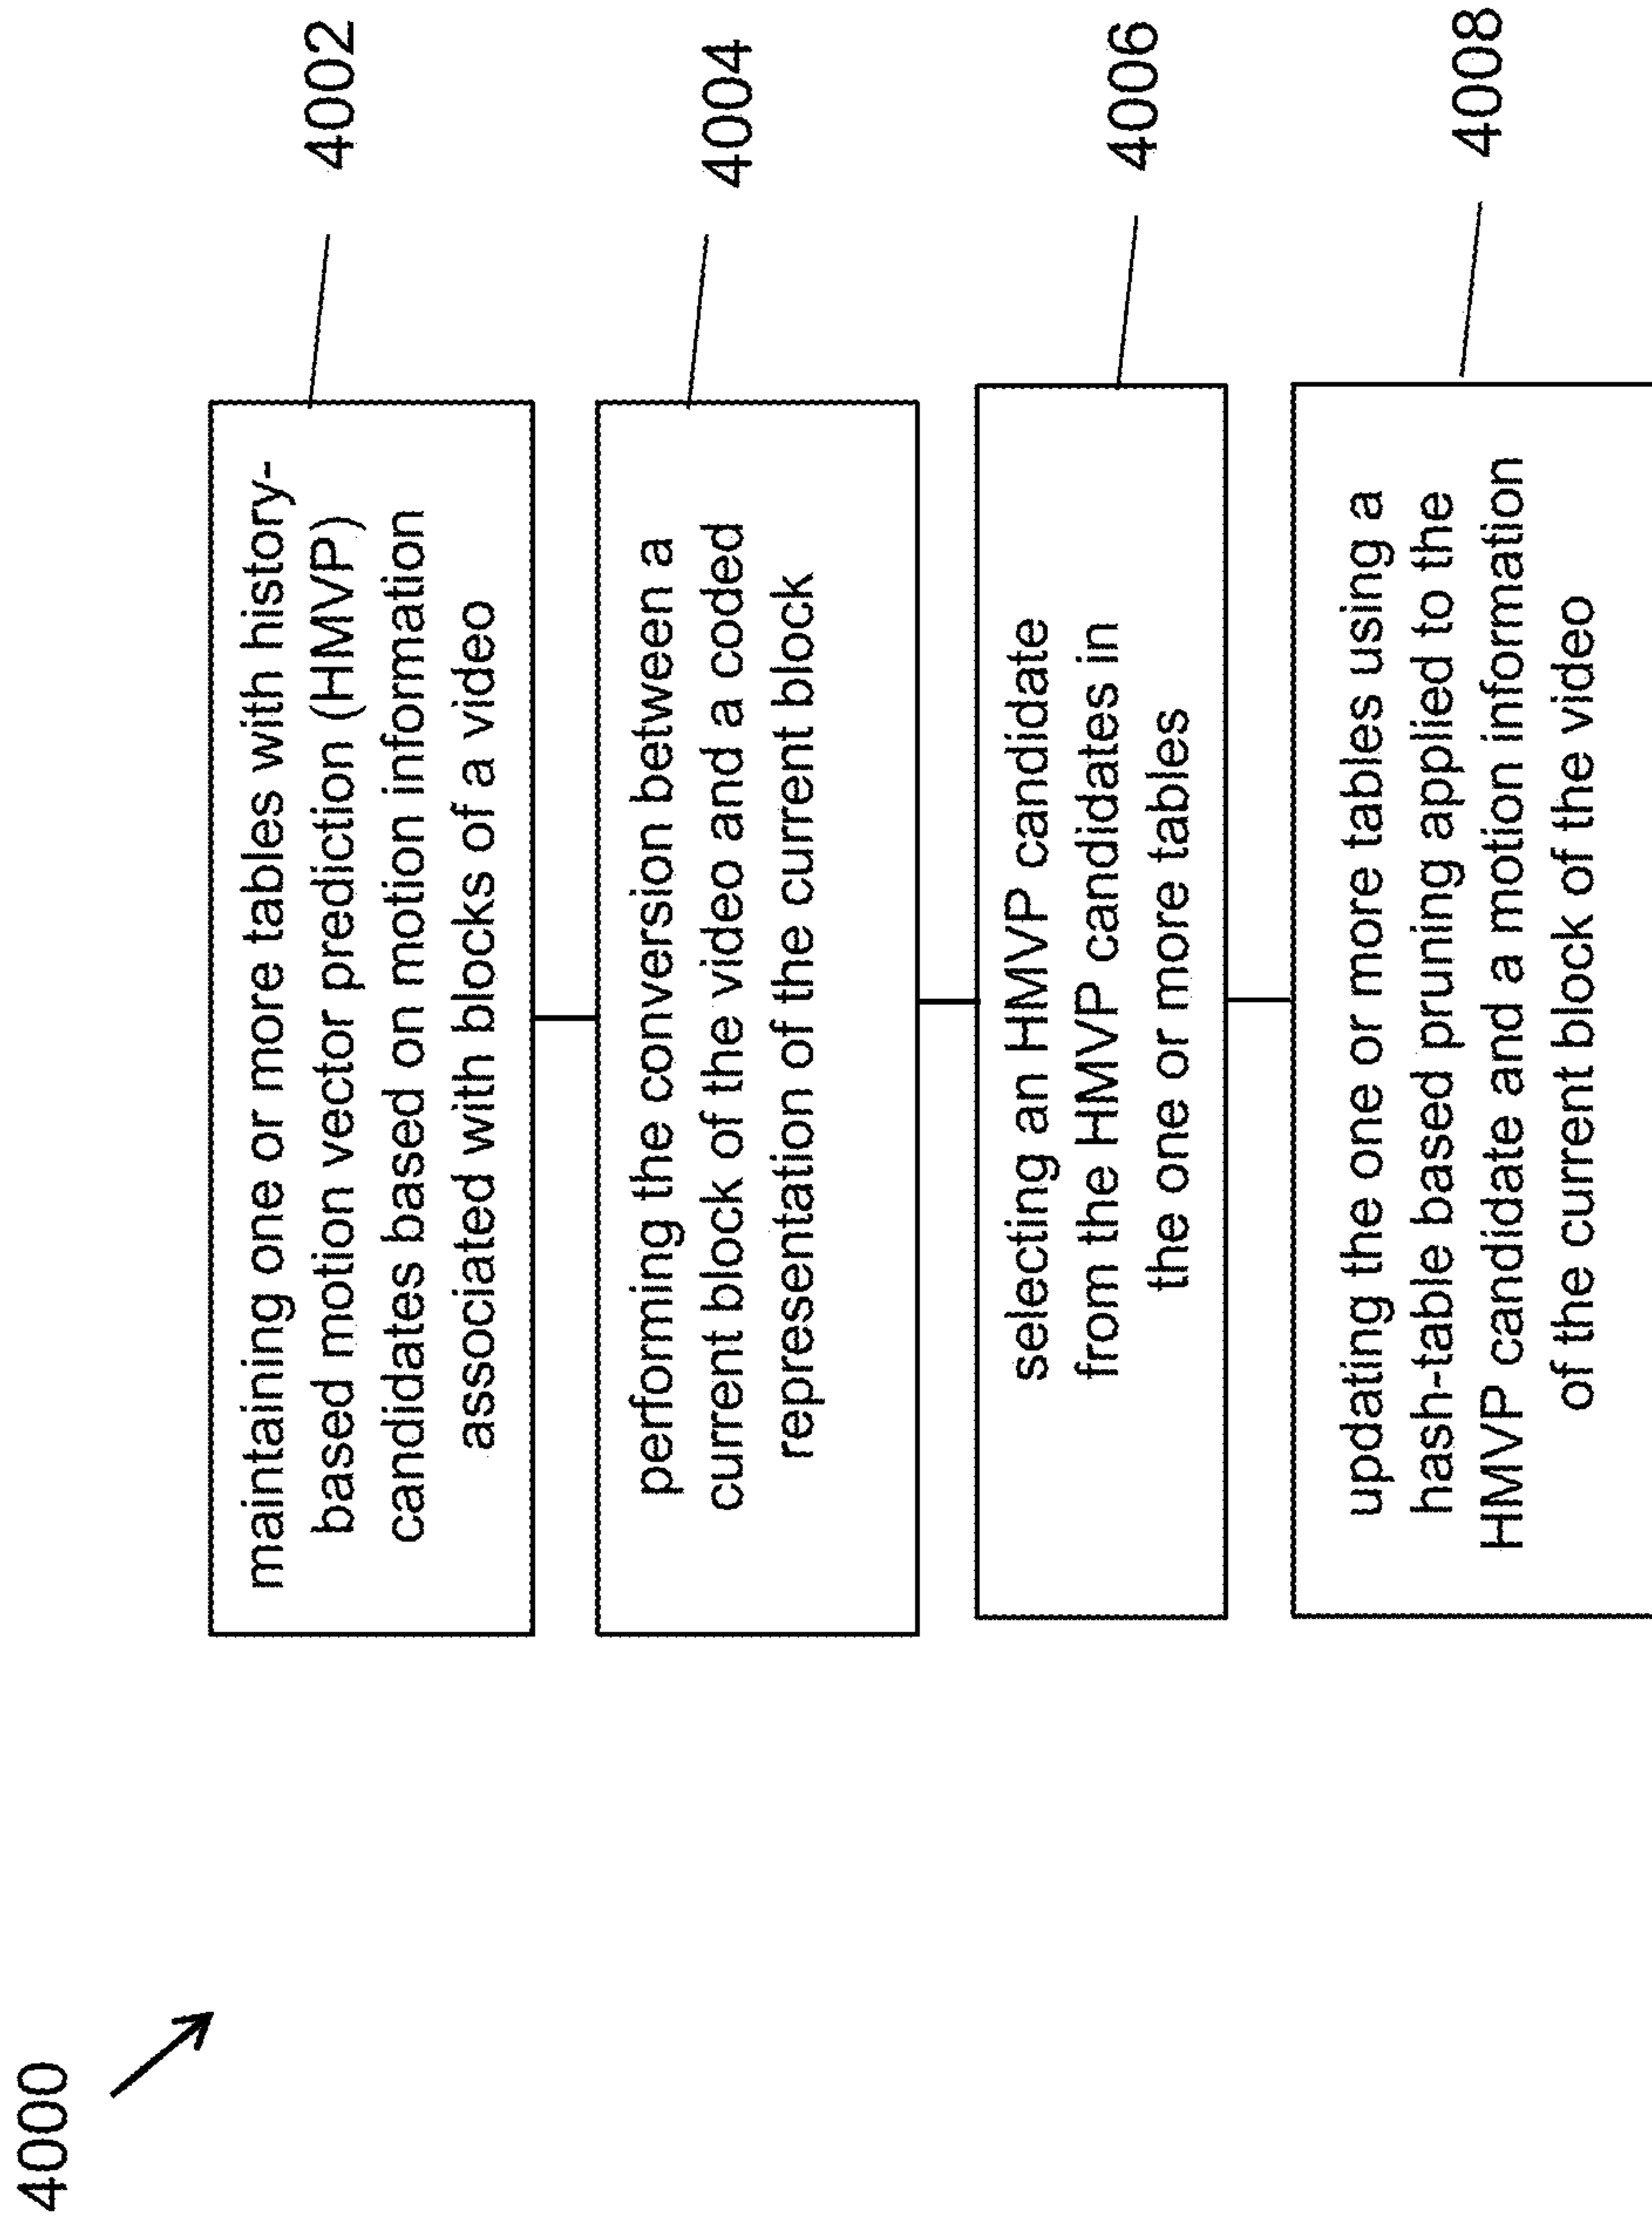 4000
maintaining one or more tables with history-
based motion vector prediction (HMVP)
candidates based on motion information
associated with blocks of a video
4002
performing the conversion between a
current block of the video and a coded
representation of the current block
4004
selecting an HMVP candidate
from the HMVP candidates in
the one or more tables
4006
updating the one or more tables using a
hash-table based pruning applied to the
HMVP candidate and a motion information
of the current block of the video
4008